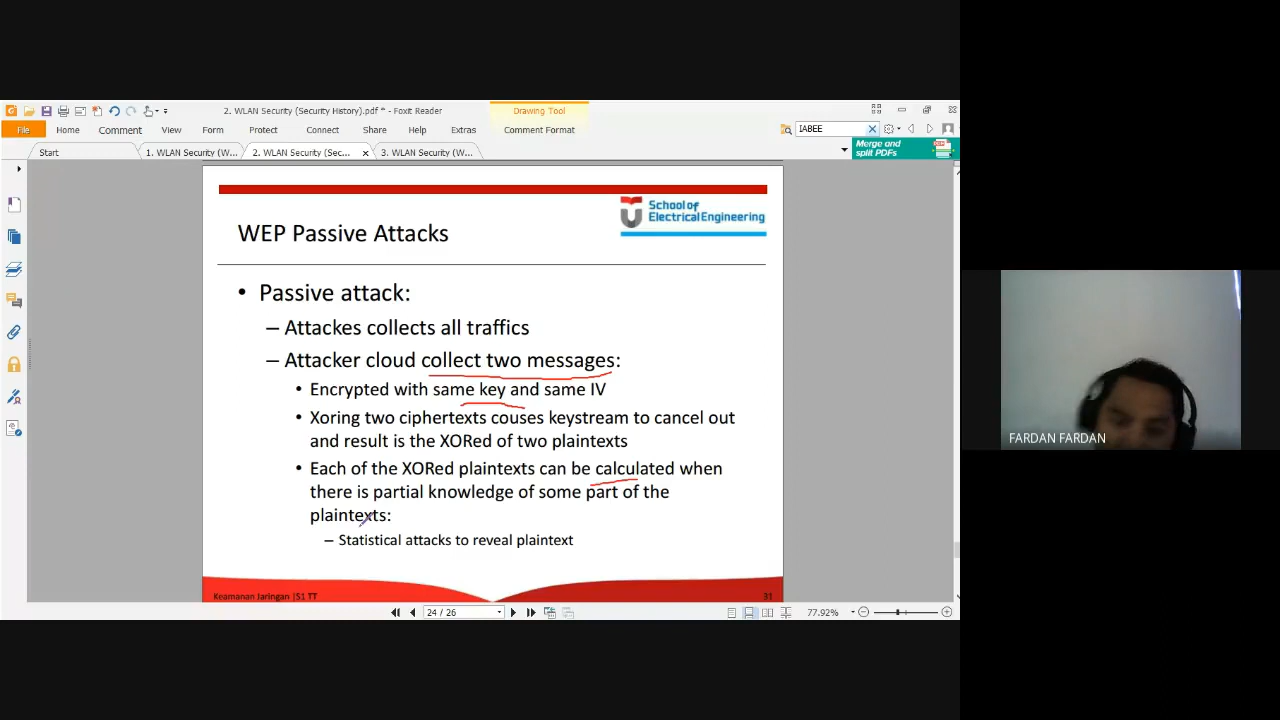 2. WLAN Security (Security History).pdf * - Foxit Reader
Drawing Tool
File Home Comment View Form Protect Connect Share Help Extras Comment Format
IABEE
Start
1. WLAN Security (W...
2. WLAN Security (Sec...
3. WLAN Security (W...
Merge and
split PDFs
School of
Electrical Engineering
WEP Passive Attacks
• Passive attack:
– Attackes collects all traffics
– Attacker cloud collect two messages:
• Encrypted with same key and same IV
• Xoring two ciphertexts couses keystream to cancel out
and result is the XORed of two plaintexts
• Each of the XORed plaintexts can be calculated when
there is partial knowledge of some part of the
plaintexts:
– Statistical attacks to reveal plaintext
Keamanan Jaringan |S1 TT
31
24 / 26
77.92%
FARDAN FARDAN